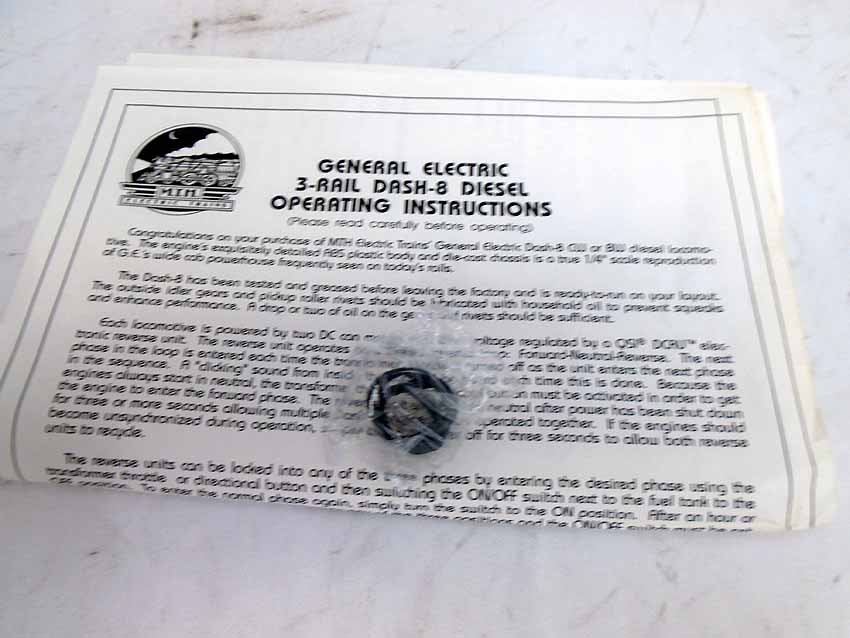 M.T.H.
ELECTRIC TRAINS
GENERAL ELECTRIC
3-RAIL DASH-8 DIESEL
OPERATING INSTRUCTIONS
(Please read carefully before operating)
Congratulations on your purchase of MTH Electric Trains' General Electric Dash-8 CW or BW diesel locomo-
tive. The engine's exquisitely detailed ABS plastic body and die-cast chassis is a true 1/4" scale reproduction
of G.E.'s wide cab powerhouse frequently seen on today's rails.
The Dash-8 has been tested and greased before leaving the factory and is ready-to-run on your layout.
The outside idler gears and pickup roller rivets should be lubricated with household oil to prevent squeaks
and enhance performance. A drop or two of oil on the gears and rivets should be sufficient.
Each locomotive is powered by two DC can voltage regulated by a QSI® DCRU™ elec-
tronic reverse unit. The reverse unit operates Forward-Neutral-Reverse. The next
phase in the loop is entered each time the off as the unit enters the next phase
in the sequence. A "clicking" sound from time this is done. Because the
engines always start in neutral, the transformer must be activated in order to get
the engine to enter the forward phase. The neutral after power has been shut down
for three or more seconds allowing multiple operated together. If the engines should
become unsynchronized during operation, off for three seconds to allow both reverse
units to recycle.
The reverse units can be locked into any of the three phases by entering the desired phase using the
transformer throttle or directional button and then switching the ON/OFF switch next to the fuel tank to the
OFF position. To enter the normal phase again, simply turn the switch to the ON position. After an hour or
positions and the ON/OFF switch must be